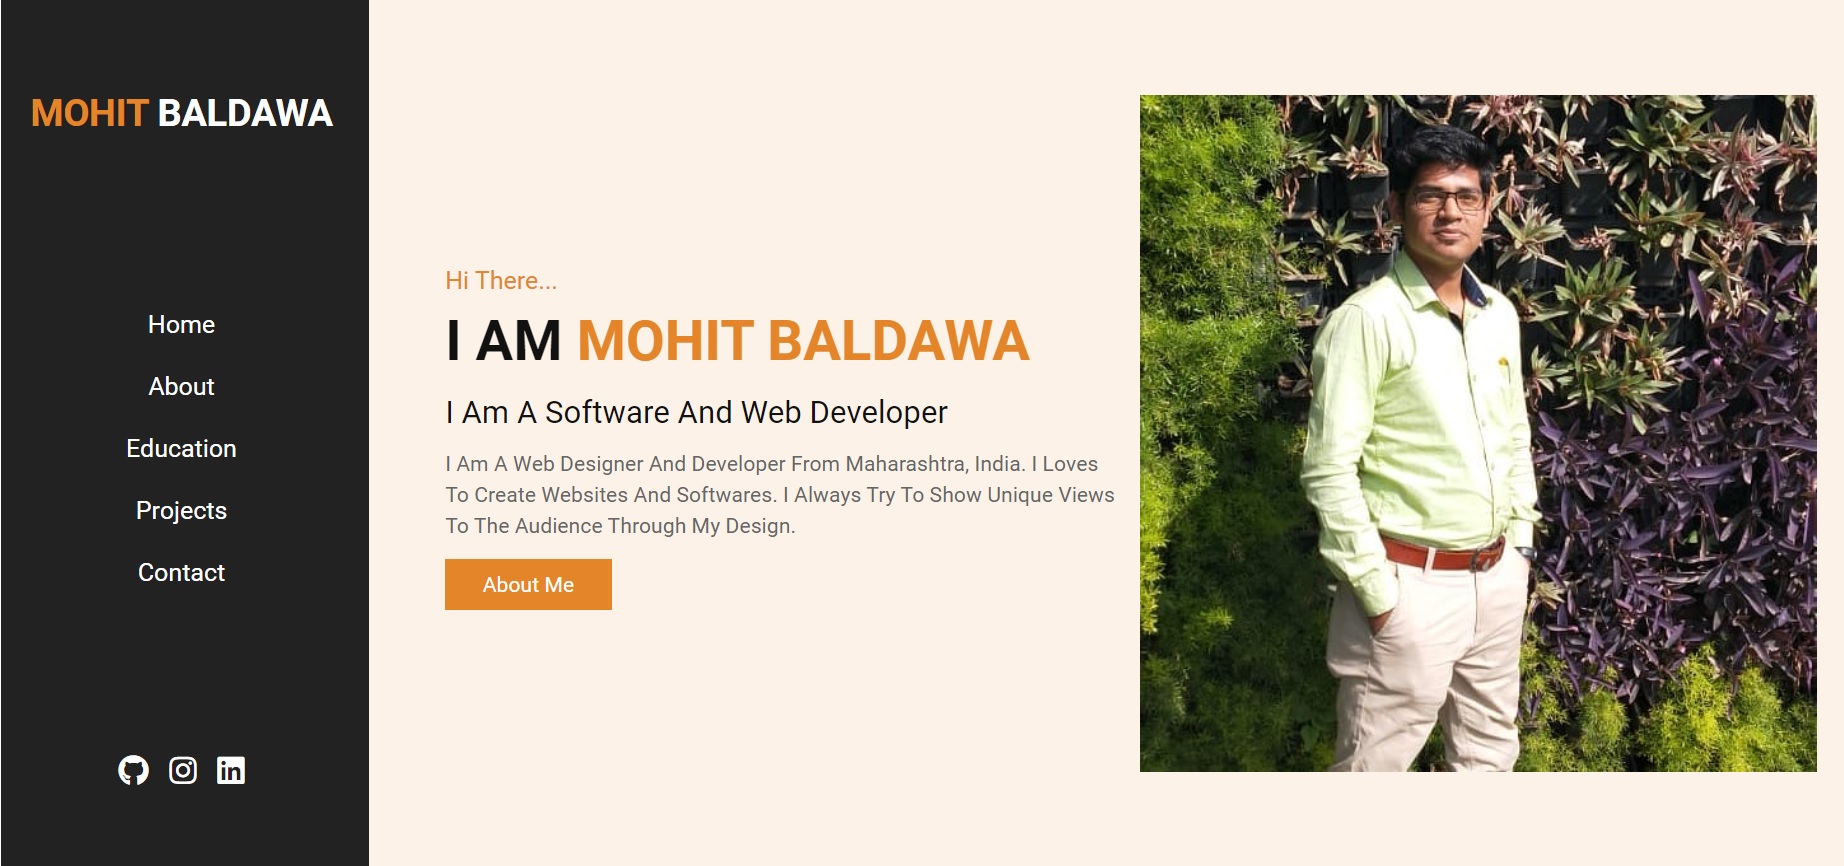 MOHIT BALDAWA
Home
About
Education
Projects
Contact
Hi There...
I AM MOHIT BALDAWA
I Am A Software And Web Developer
I Am A Web Designer And Developer From Maharashtra, India. I Loves
To Create Websites And Softwares. I Always Try To Show Unique Views
To The Audience Through My Design.
About Me